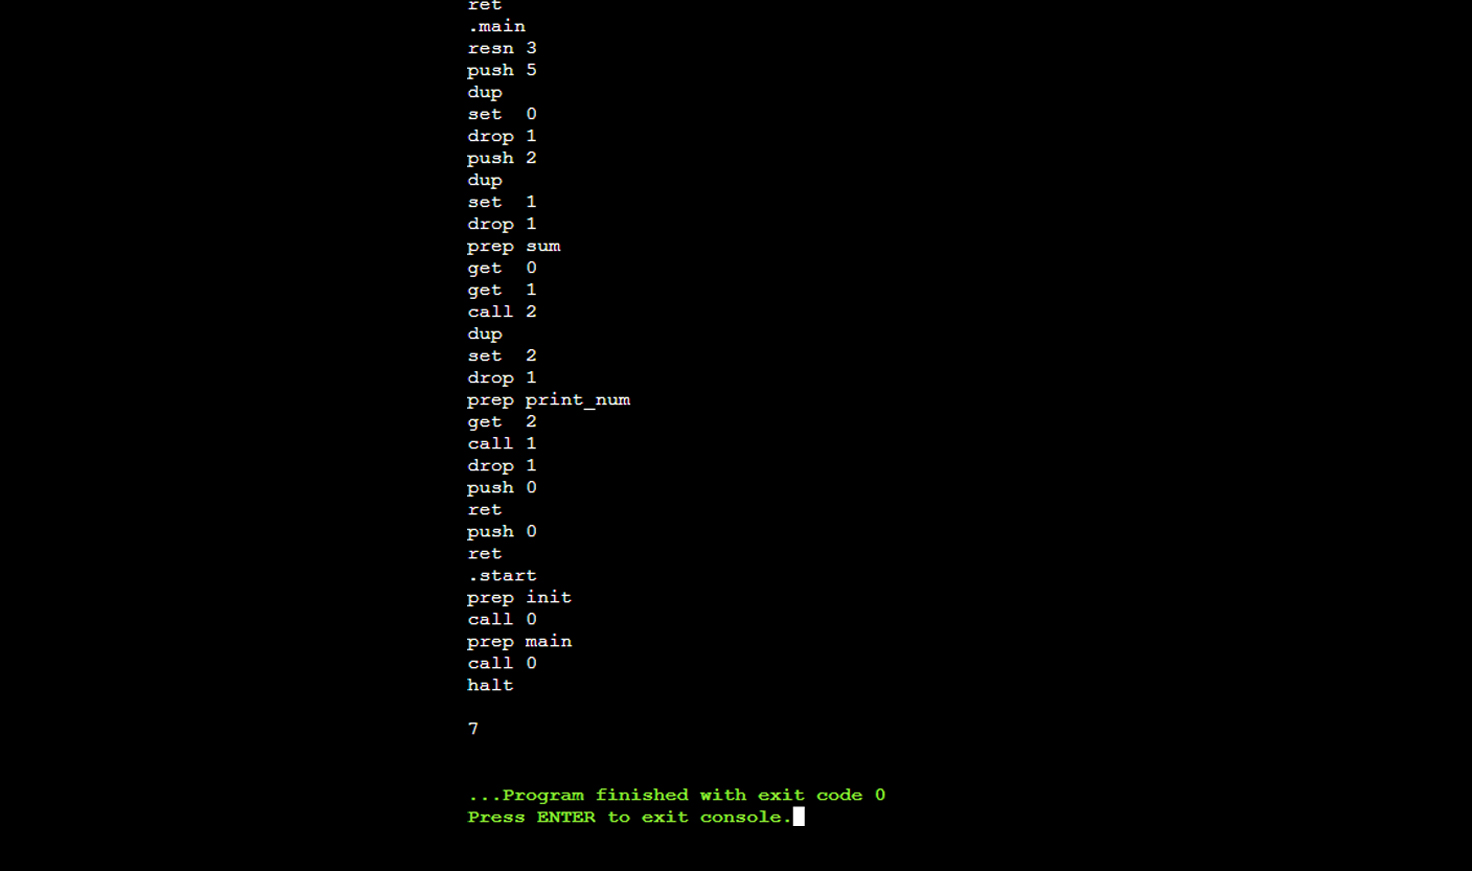 ret
.main
resn 3
push 5
dup
set  0
drop 1
push 2
dup
set  1
drop 1
prep sum
get  0
get  1
call 2
dup
set  2
drop 1
prep print_num
get  2
call 1
drop 1
push 0
ret
push 0
ret
.start
prep init
call 0
prep main
call 0
halt
7
...Program finished with exit code 0
Press ENTER to exit console.